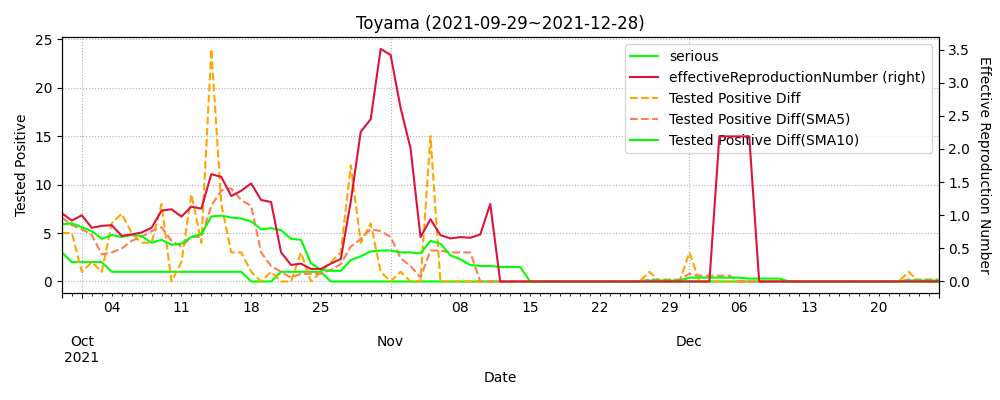 Toyama (2021-09-29~2021-12-28)
25
20
15
10
5
0
Tested Positive
3.5
3.0
2.5
2.0
1.5
1.0
0.5
0.0
Effective Reproduction Number
serious
effectiveReproductionNumber (right)
Tested Positive Diff
Tested Positive Diff(SMA5)
Tested Positive Diff(SMA10)
04 11 18 25 08 15 22 29 06 13 20
Oct Nov Dec
2021
Date